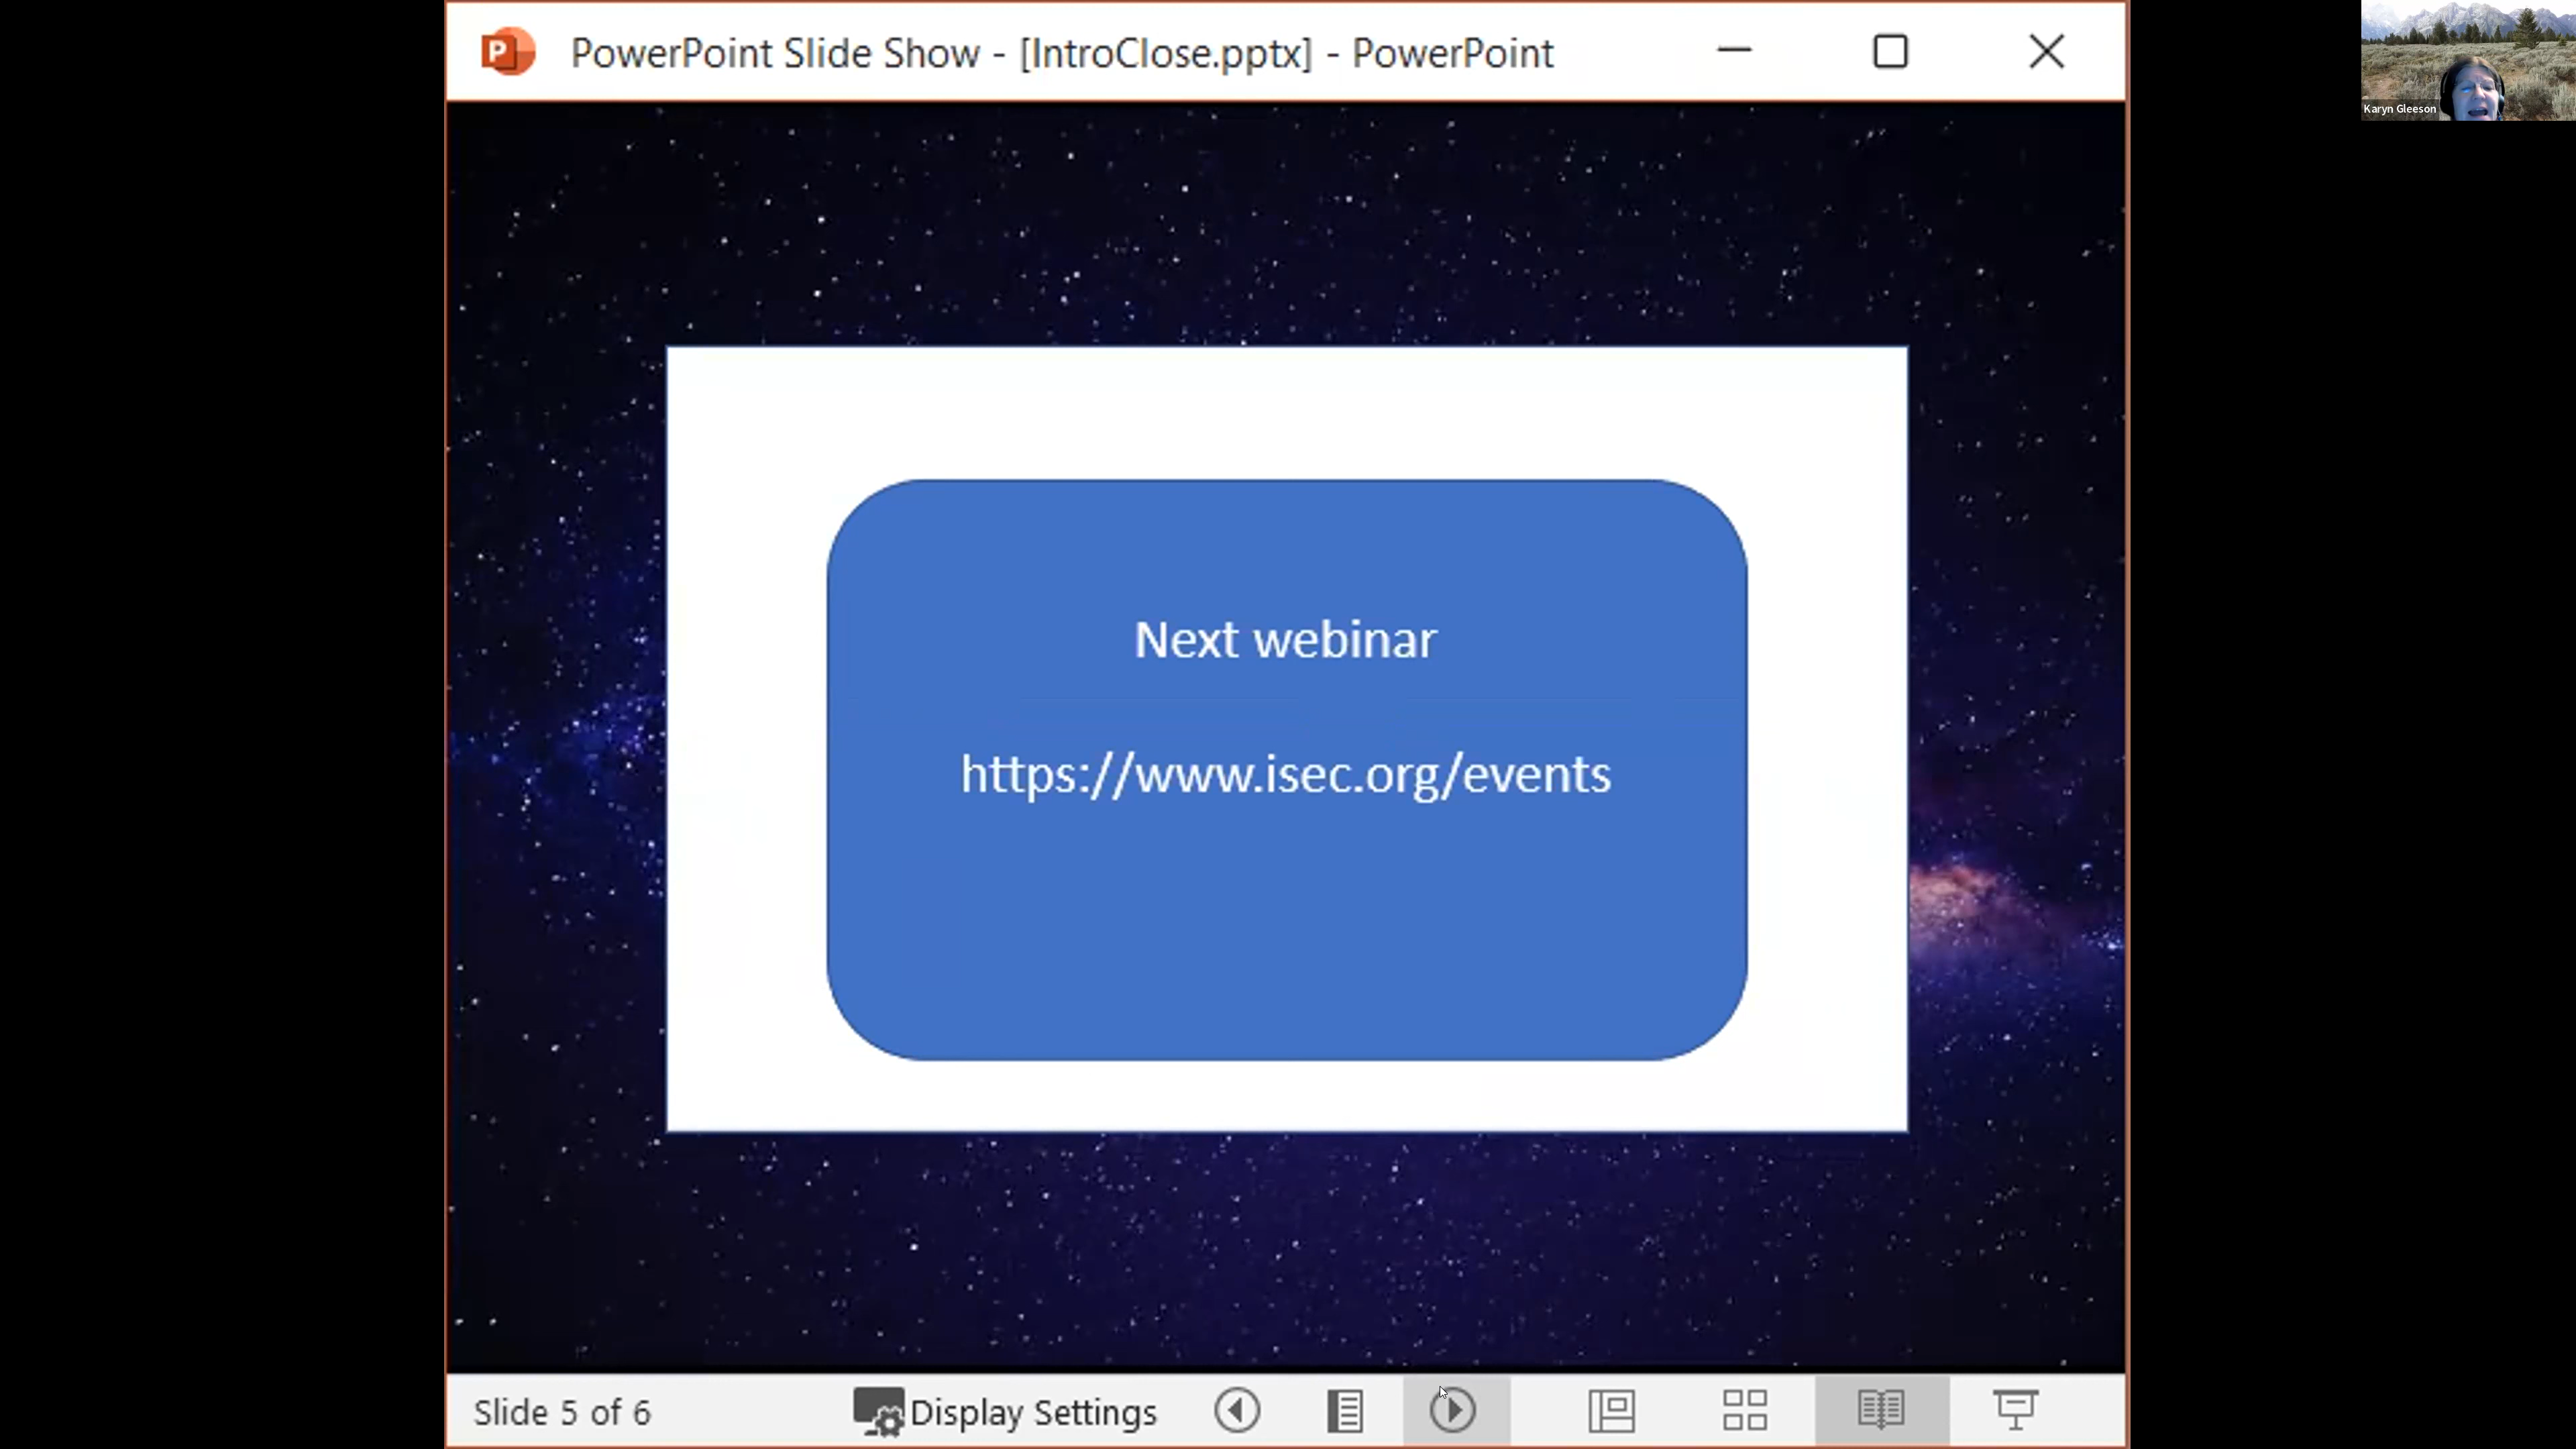 PowerPoint Slide Show - [IntroClose.pptx] - PowerPoint
Karyn Gleeson
Next webinar
https://www.isec.org/events
Slide 5 of 6
Display Settings